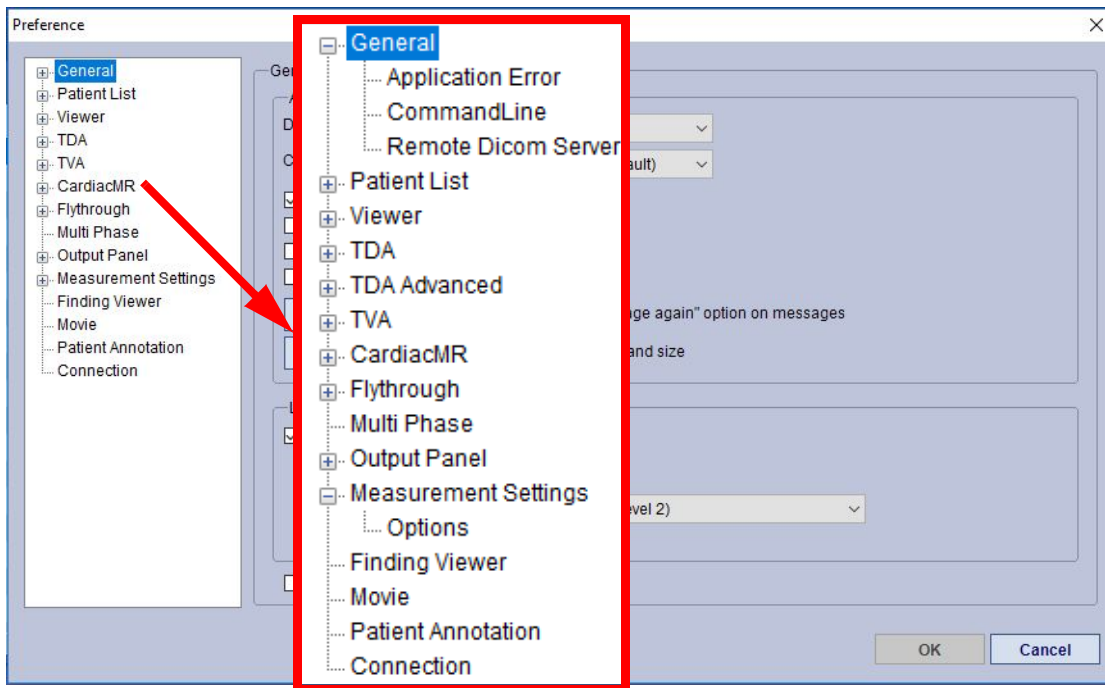 Preference
General
Patient List
Viewer
TDA
TVA
CardiacMR
Flythrough
Multi Phase
Output Panel
Measurement Settings
Finding Viewer
Movie
Patient Annotation
Connection
General
Application Error
CommandLine
Remote Dicom Server
Patient List
Viewer
TDA
TDA Advanced
TVA
CardiacMR
Flythrough
Multi Phase
Output Panel
Measurement Settings
Options
Finding Viewer
Movie
Patient Annotation
Connection
again" option on messages
and size
2)
OK
Cancel